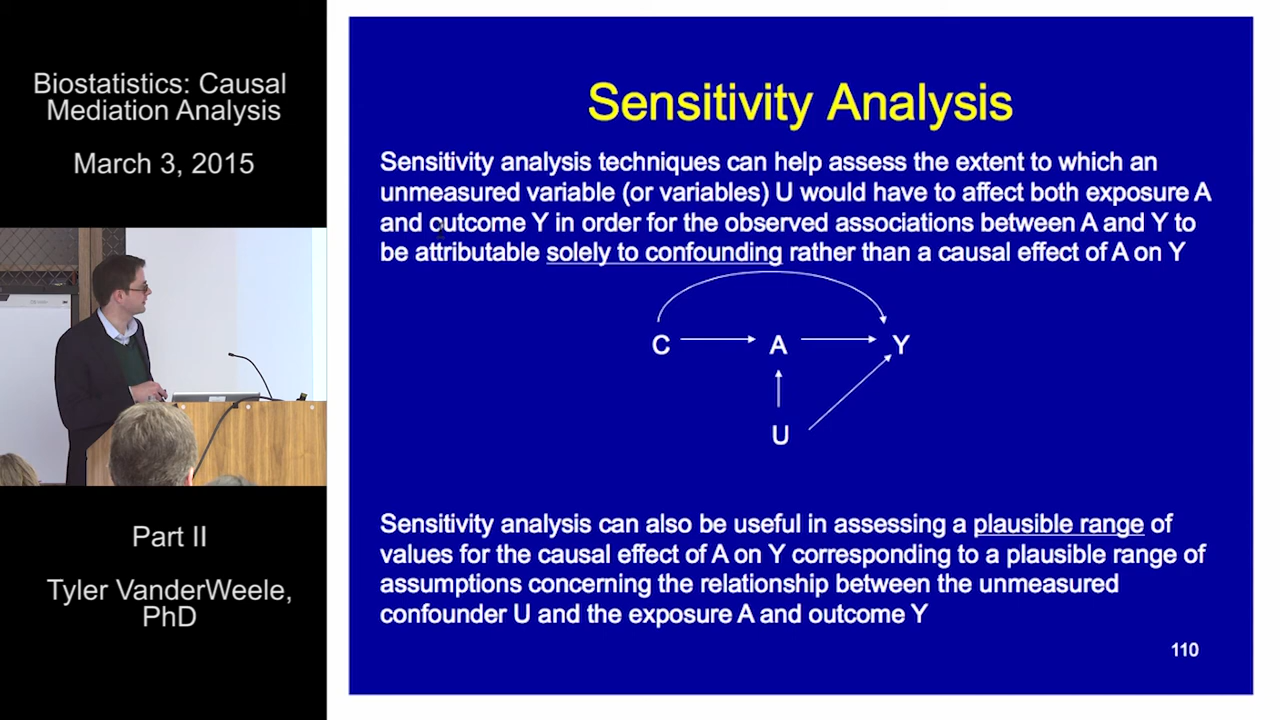 Biostatistics: Causal
Mediation Analysis
March 3, 2015
Part II
Tyler VanderWeele,
PhD
Sensitivity Analysis
Sensitivity analysis techniques can help assess the extent to which an
unmeasured variable (or variables) U would have to affect both exposure A
and outcome Y in order for the observed associations between A and Y to
be attributable solely to confounding rather than a causal effect of A on Y
C A Y
U
Sensitivity analysis can also be useful in assessing a plausible range of
values for the causal effect of A on Y corresponding to a plausible range of
assumptions concerning the relationship between the unmeasured
confounder U and the exposure A and outcome Y
110